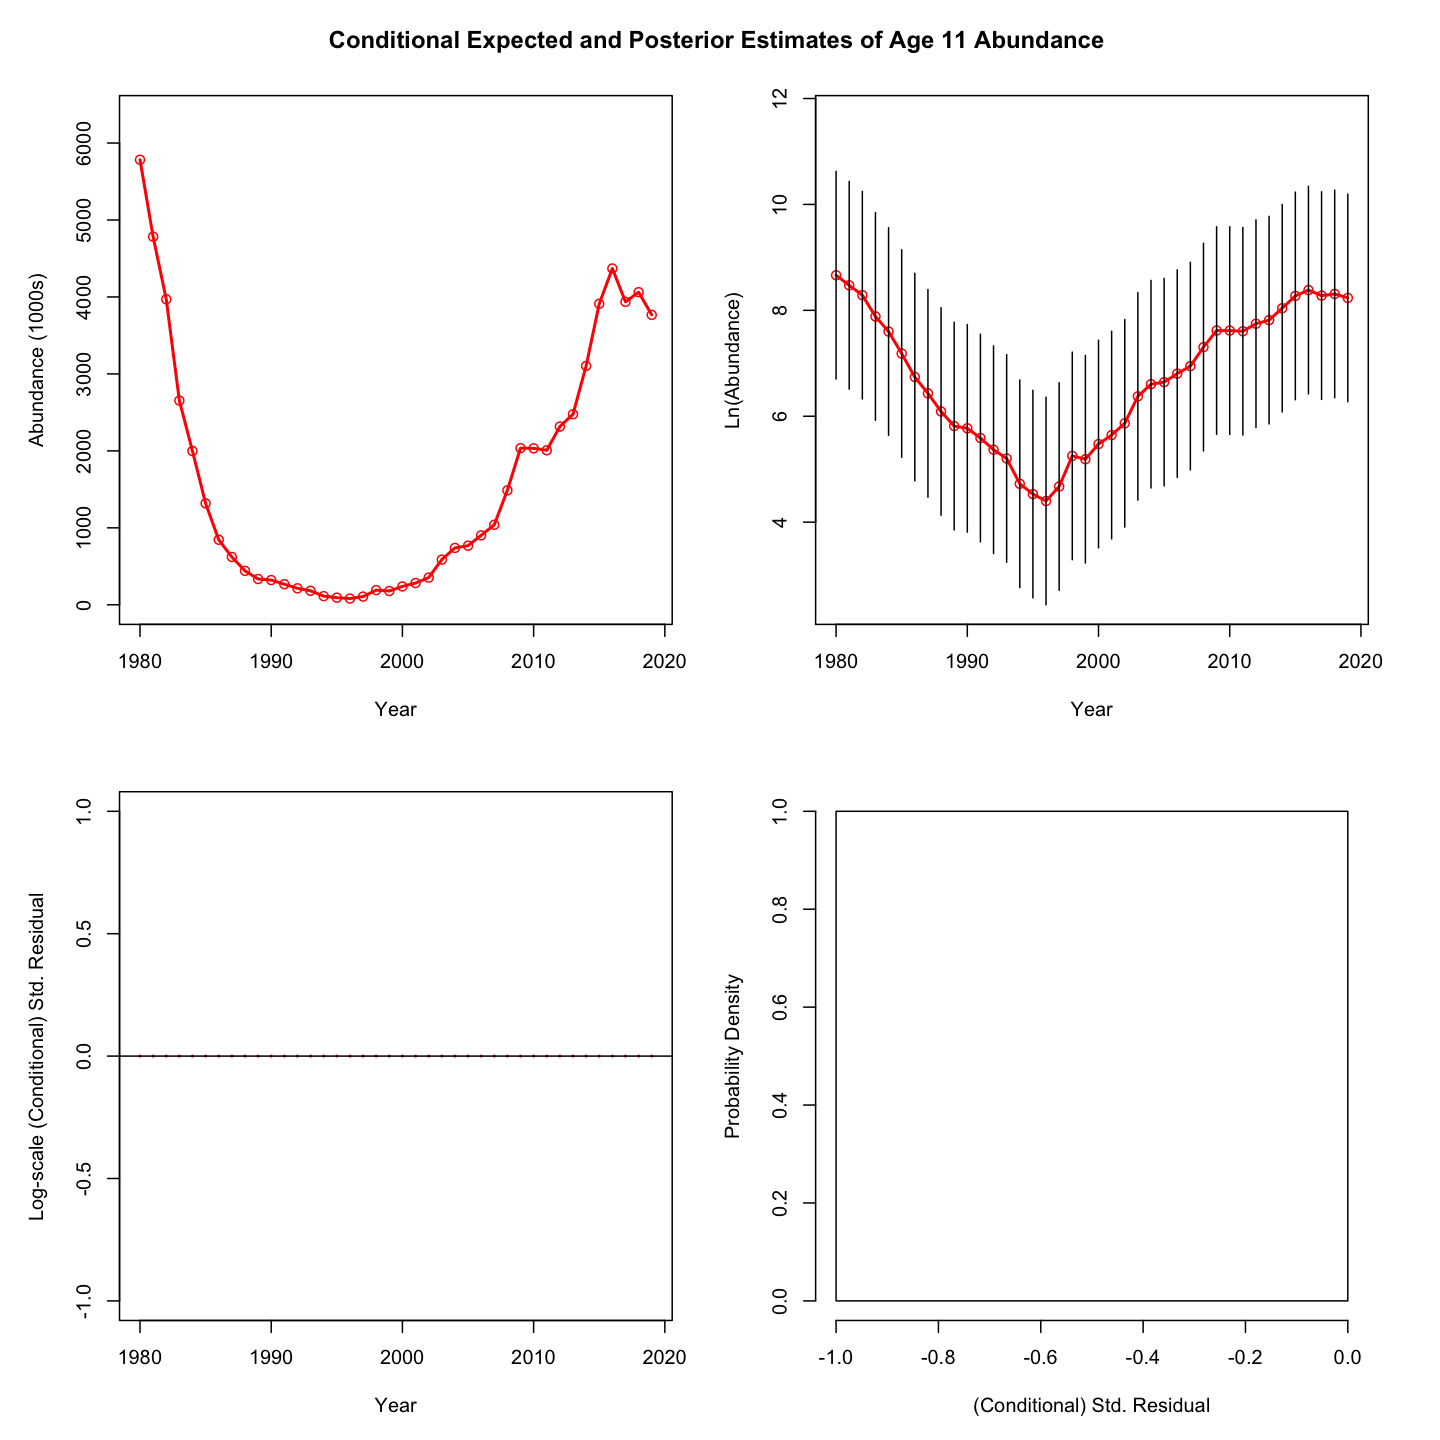 Conditional Expected and Posterior Estimates of Age 11 Abundance
Abundance (1000s)
6000
5000
4000
3000
2000
1000
0
1980 1990 2000 2010 2020
Year
Ln(Abundance)
12
10
8
6
4
1980 1990 2000 2010 2020
Year
Log-scale (Conditional) Std. Residual
1.0
0.5
0.0
-0.5
-1.0
1980 1990 2000 2010 2020
Year
Probability Density
1.0
0.8
0.6
0.4
0.2
0.0
-1.0 -0.8 -0.6 -0.4 -0.2 0.0
(Conditional) Std. Residual